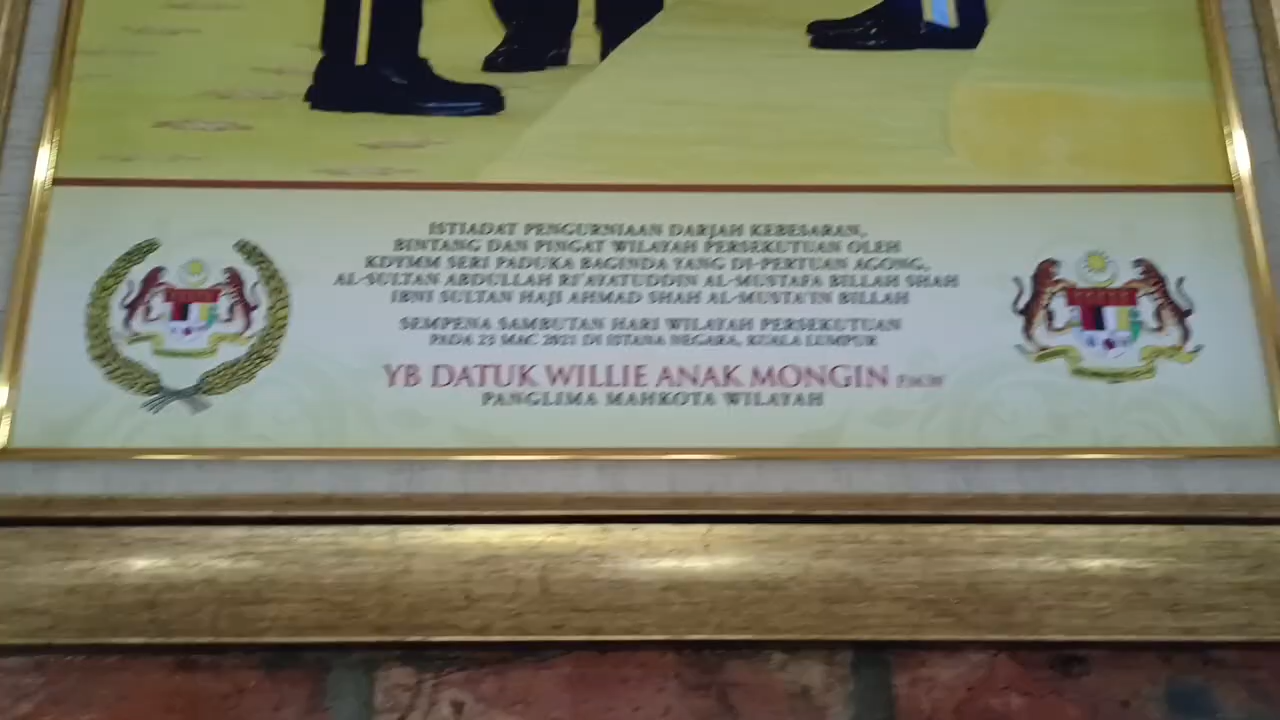 ISTIADAT PENGURNIAAN DARJAH KEBESARAN,
BINTANG DAN PINGAT WILAYAH PERSEKUTUAN OLEH
KDYMM SERI PADUKA BAGINDA YANG DI-PERTUAN AGONG,
AL-SULTAN ABDULLAH RI'AYATUDDIN AL-MUSTAFA BILLAH SHAH
IBNI SULTAN HAJI AHMAD SHAH AL-MUSTA'IN BILLAH
SEMPENA SAMBUTAN HARI WILAYAH PERSEKUTUAN
PADA 23 MAC 2021 DI ISTANA NEGARA, KUALA LUMPUR
YB DATUK WILLIE ANAK MONGIN
PANGLIMA MAHKOTA WILAYAH